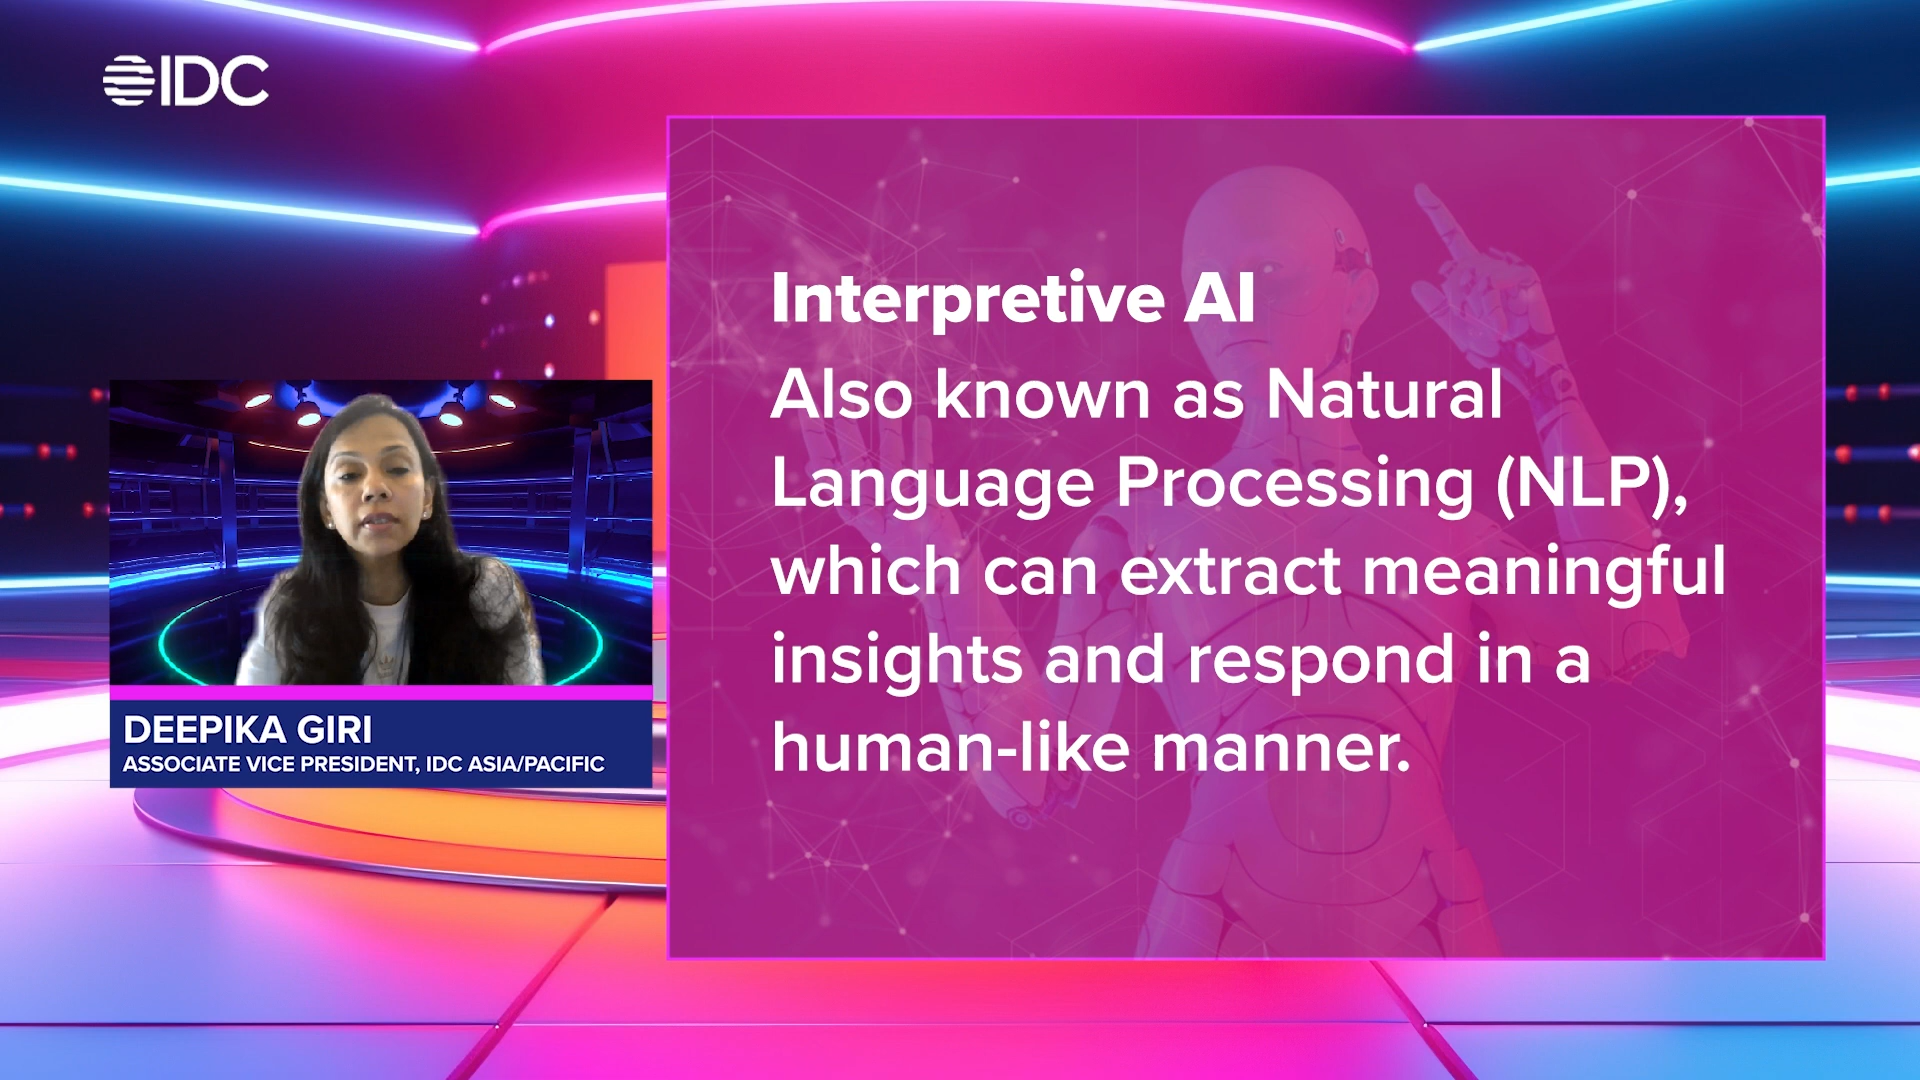 IDC
Interpretive AI
Also known as Natural
Language Processing (NLP),
which can extract meaningful
insights and respond in a
human-like manner.
DEEPIKA GIRI
ASSOCIATE VICE PRESIDENT, IDC ASIA/PACIFIC